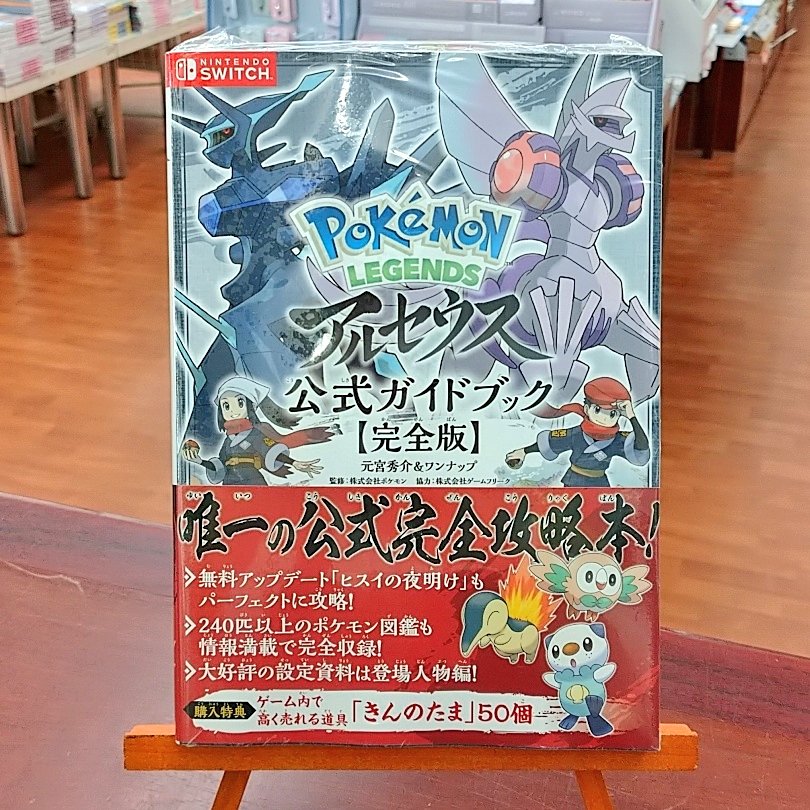 NINTENDO
SWITCH
POKéMON
LEGENDS
アルセウス
公式ガイドブック
【完全版】
元宮秀介&ワンナップ
監修:株式会社ポケモン 協力:株式会社ゲームフリーク
唯一の公式完全攻略本!
無料アップデート「ヒスイの夜明け」も
パーフェクトに攻略!
240匹以上のポケモン図鑑も
情報満載で完全収録!
大好評の設定資料は登場人物編!
購入特典 ゲーム内で
高く売れる道具「きんのたま」50個